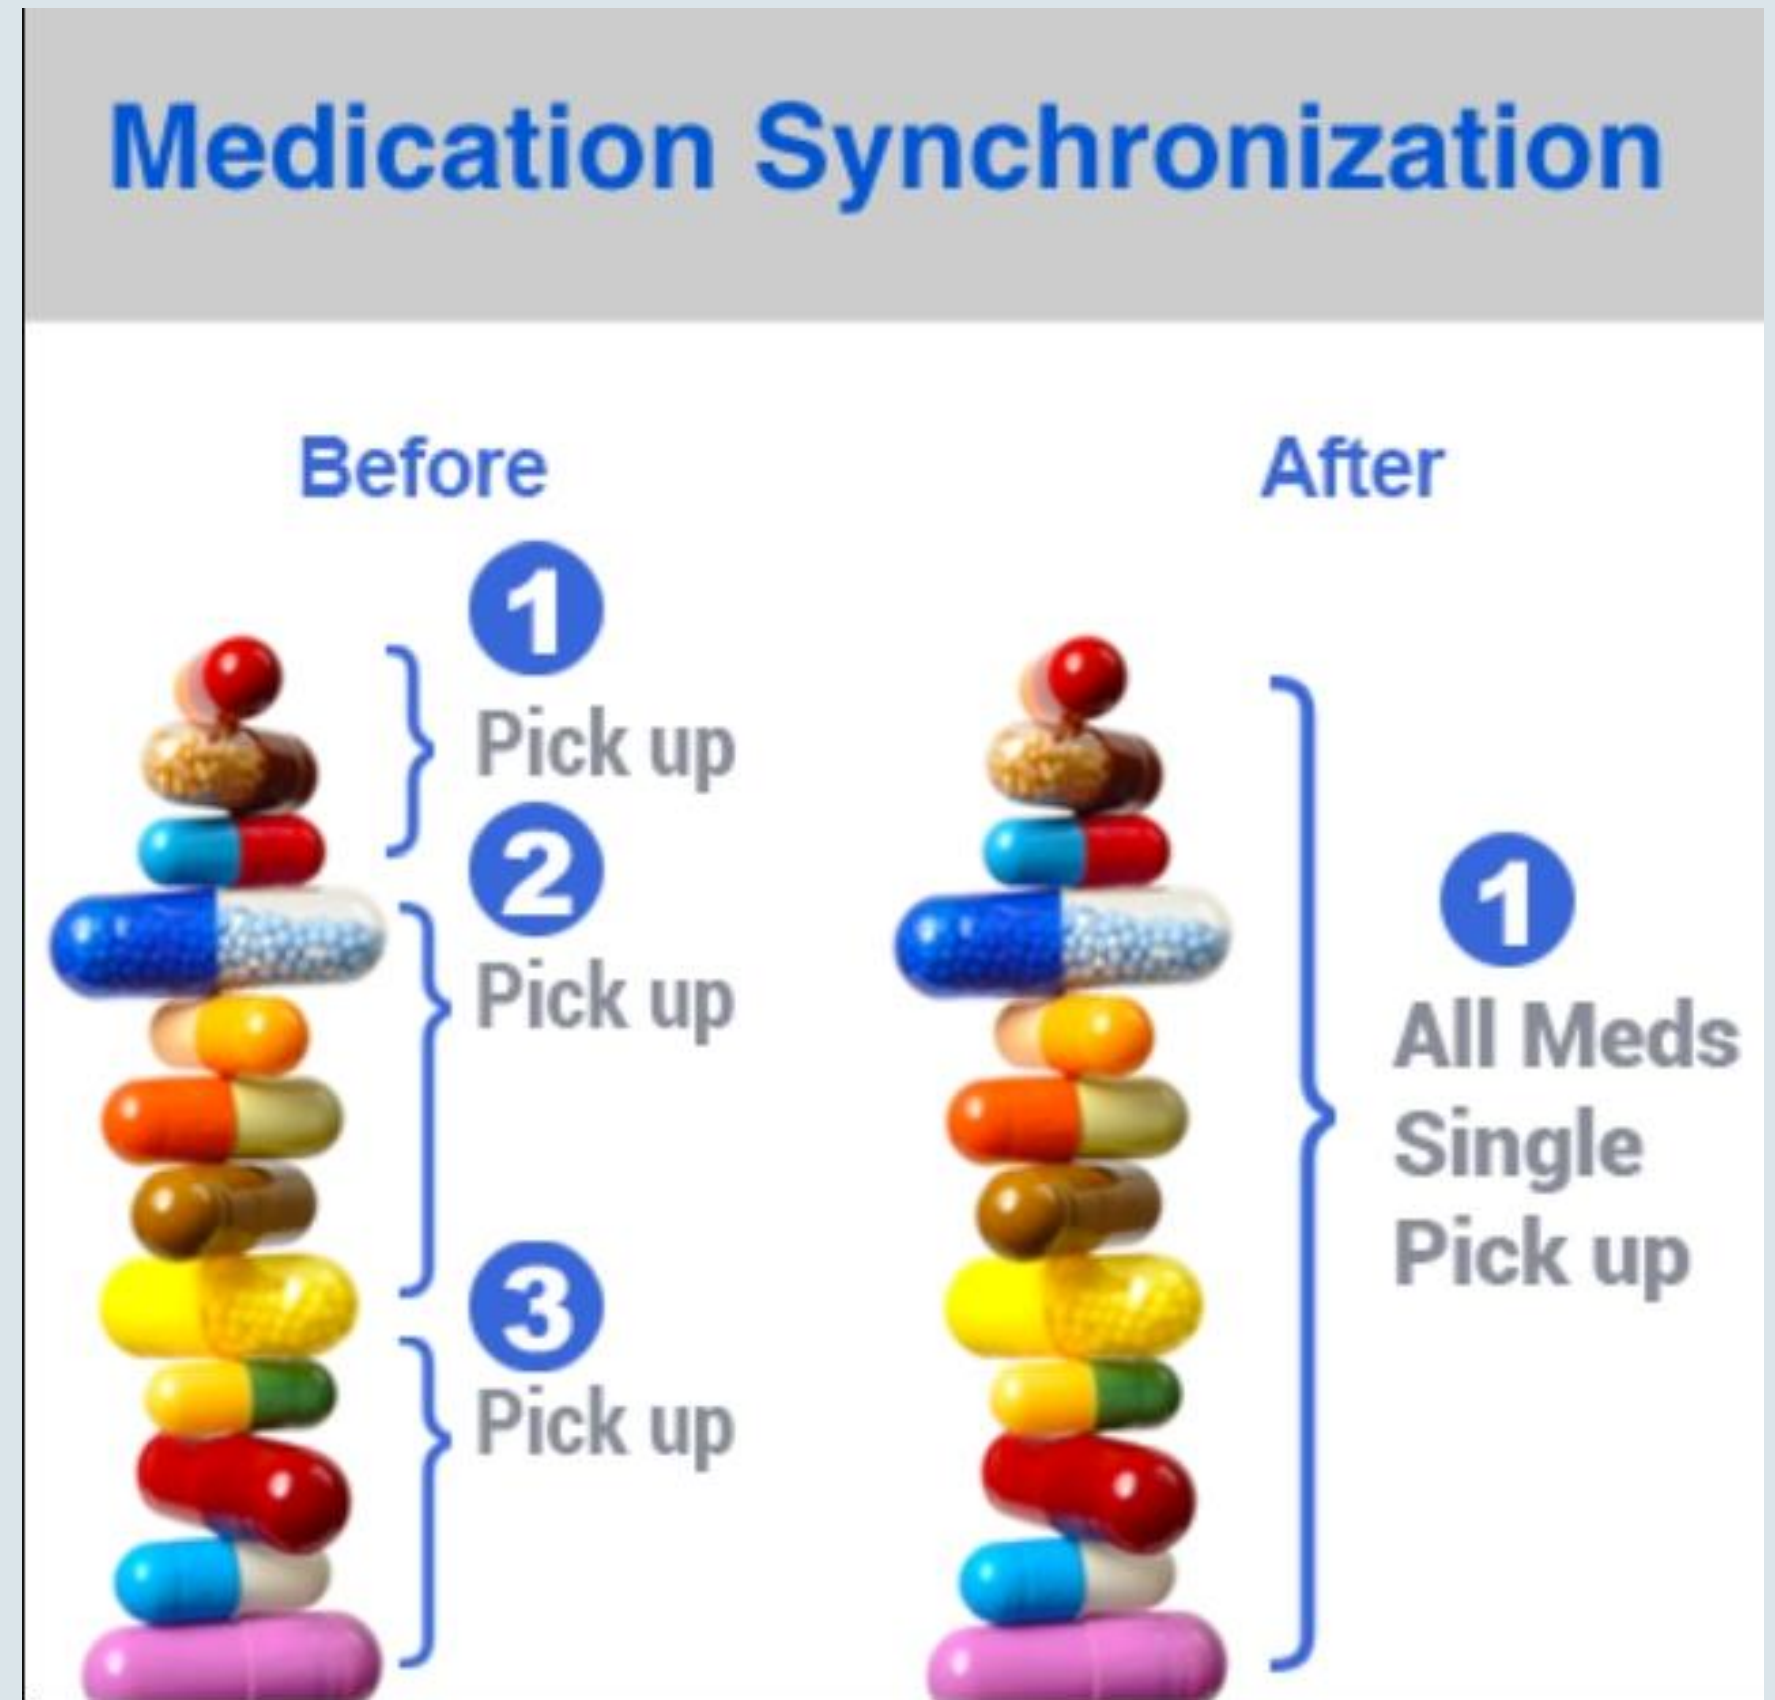 Medication Synchronization
Before
1
Pick up
2
Pick up
3
Pick up
After
1
All Meds
Single
Pick up